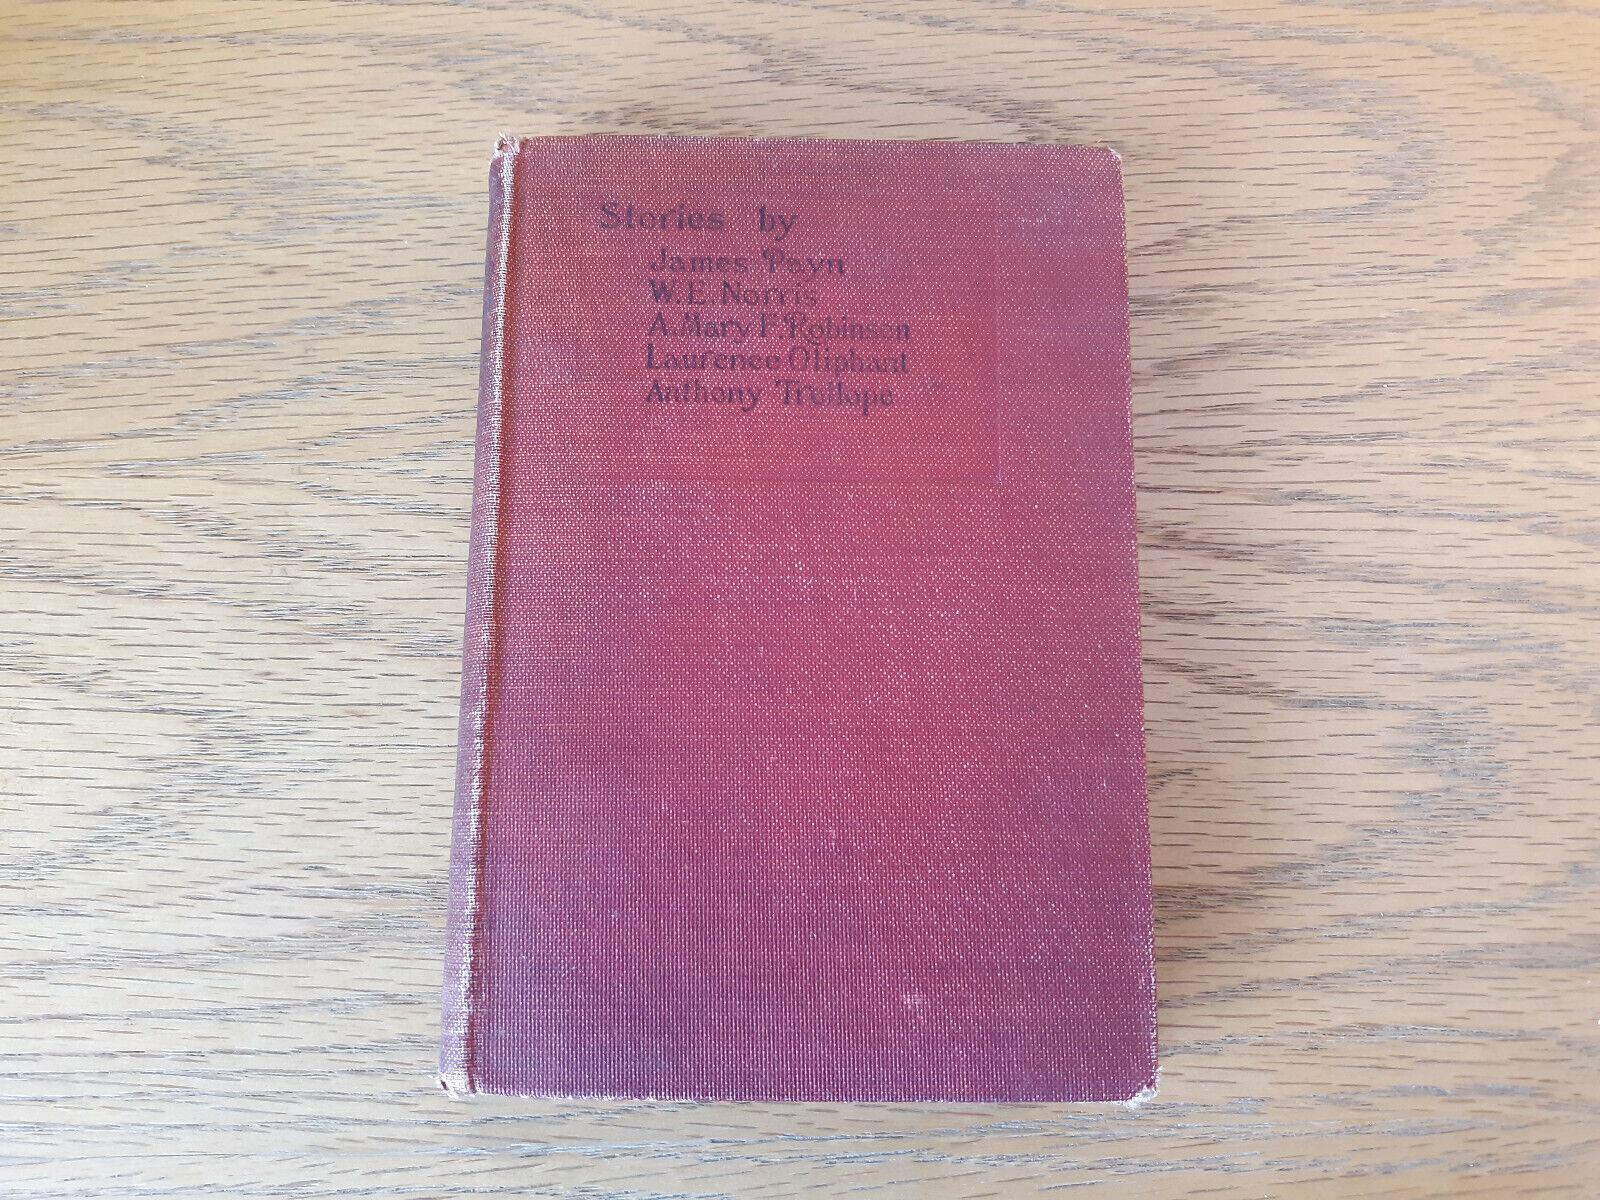 Stories by
James Payn
W. E. Norris
A. Mary F. Robinson
Laurence Oliphant
Anthony Trollope